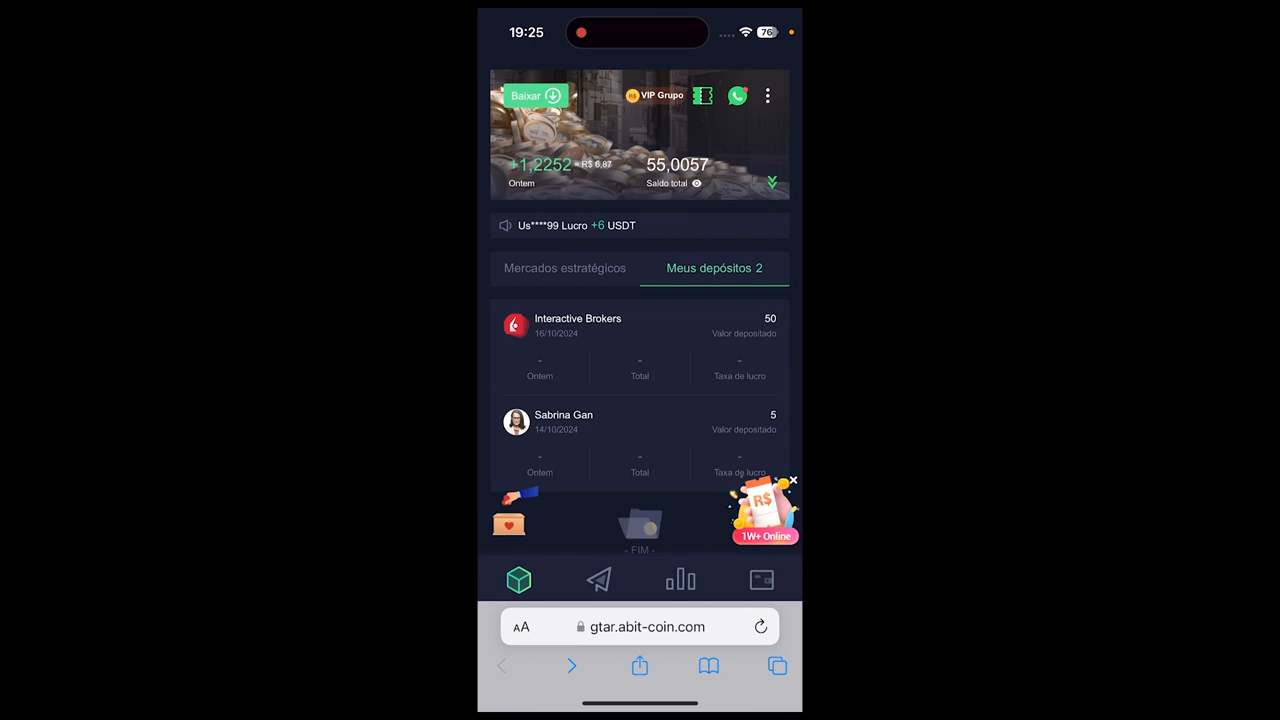 19:25
76
Baixar
R$ VIP Grupo
+1,2252 ≈ R$ 6,87
55,0057
Ontem
Saldo total
Us****99 Lucro +6 USDT
Mercados estratégicos
Meus depósitos 2
Interactive Brokers
50
16/10/2024
Valor depositado
-
-
-
Ontem
Total
Taxa de lucro
Sabrina Gan
5
14/10/2024
Valor depositado
-
-
-
Ontem
Total
Taxa de lucro
R$
1W+ Online
- FIM -
AA
gtar.abit-coin.com